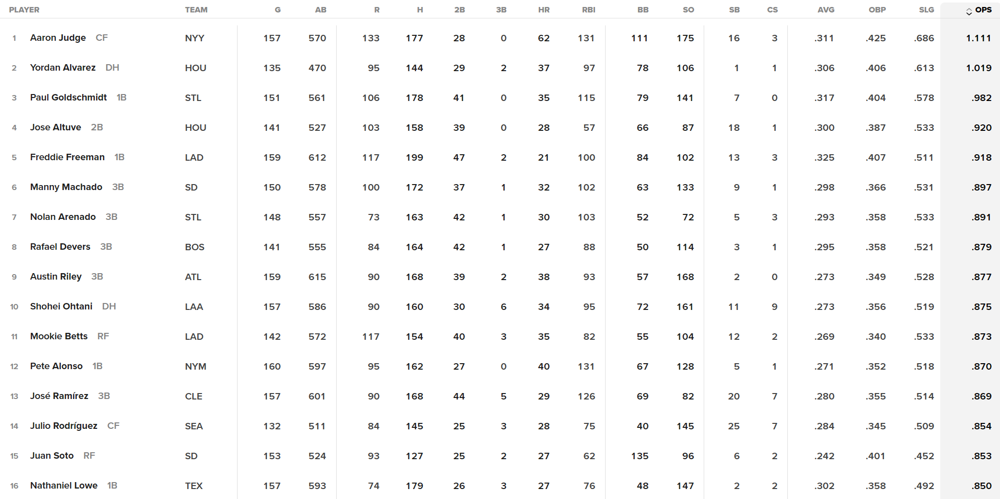 PLAYER TEAM G AB R H 2B 3B HR RBI BB SO SB CS AVG OBP SLG OPS
1 Aaron Judge CF NYY 157 570 133 177 28 0 62 131 111 175 16 3 .311 .425 .686 1.111
2 Yordan Alvarez DH HOU 135 470 95 144 29 2 37 97 78 106 1 1 .306 .406 .613 1.019
3 Paul Goldschmidt 1B STL 151 561 106 178 41 0 35 115 79 141 7 0 .317 .404 .578 .982
4 Jose Altuve 2B HOU 141 527 103 158 39 0 28 57 66 87 18 1 .300 .387 .533 .920
5 Freddie Freeman 1B LAD 159 612 117 199 47 2 21 100 84 102 13 3 .325 .407 .511 .918
6 Manny Machado 3B SD 150 578 100 172 37 1 32 102 63 133 9 1 .298 .366 .531 .897
7 Nolan Arenado 3B STL 148 557 73 163 42 1 30 103 52 72 5 3 .293 .358 .533 .891
8 Rafael Devers 3B BOS 141 555 84 164 42 1 27 88 50 114 3 1 .295 .358 .521 .879
9 Austin Riley 3B ATL 159 615 90 168 39 2 38 93 57 168 2 0 .273 .349 .528 .877
10 Shohei Ohtani DH LAA 157 586 90 160 30 6 34 95 72 161 11 9 .273 .356 .519 .875
11 Mookie Betts RF LAD 142 572 117 154 40 3 35 82 55 104 12 2 .269 .340 .533 .873
12 Pete Alonso 1B NYM 160 597 95 162 27 0 40 131 67 128 5 1 .271 .352 .518 .870
13 José Ramírez 3B CLE 157 601 90 168 44 5 29 126 69 82 20 7 .280 .355 .514 .869
14 Julio Rodríguez CF SEA 132 511 84 145 25 3 28 75 40 145 25 7 .284 .345 .509 .854
15 Juan Soto RF SD 153 524 93 127 25 2 27 62 135 96 6 2 .242 .401 .452 .853
16 Nathaniel Lowe 1B TEX 157 593 74 179 26 3 27 76 48 147 2 2 .302 .358 .492 .850